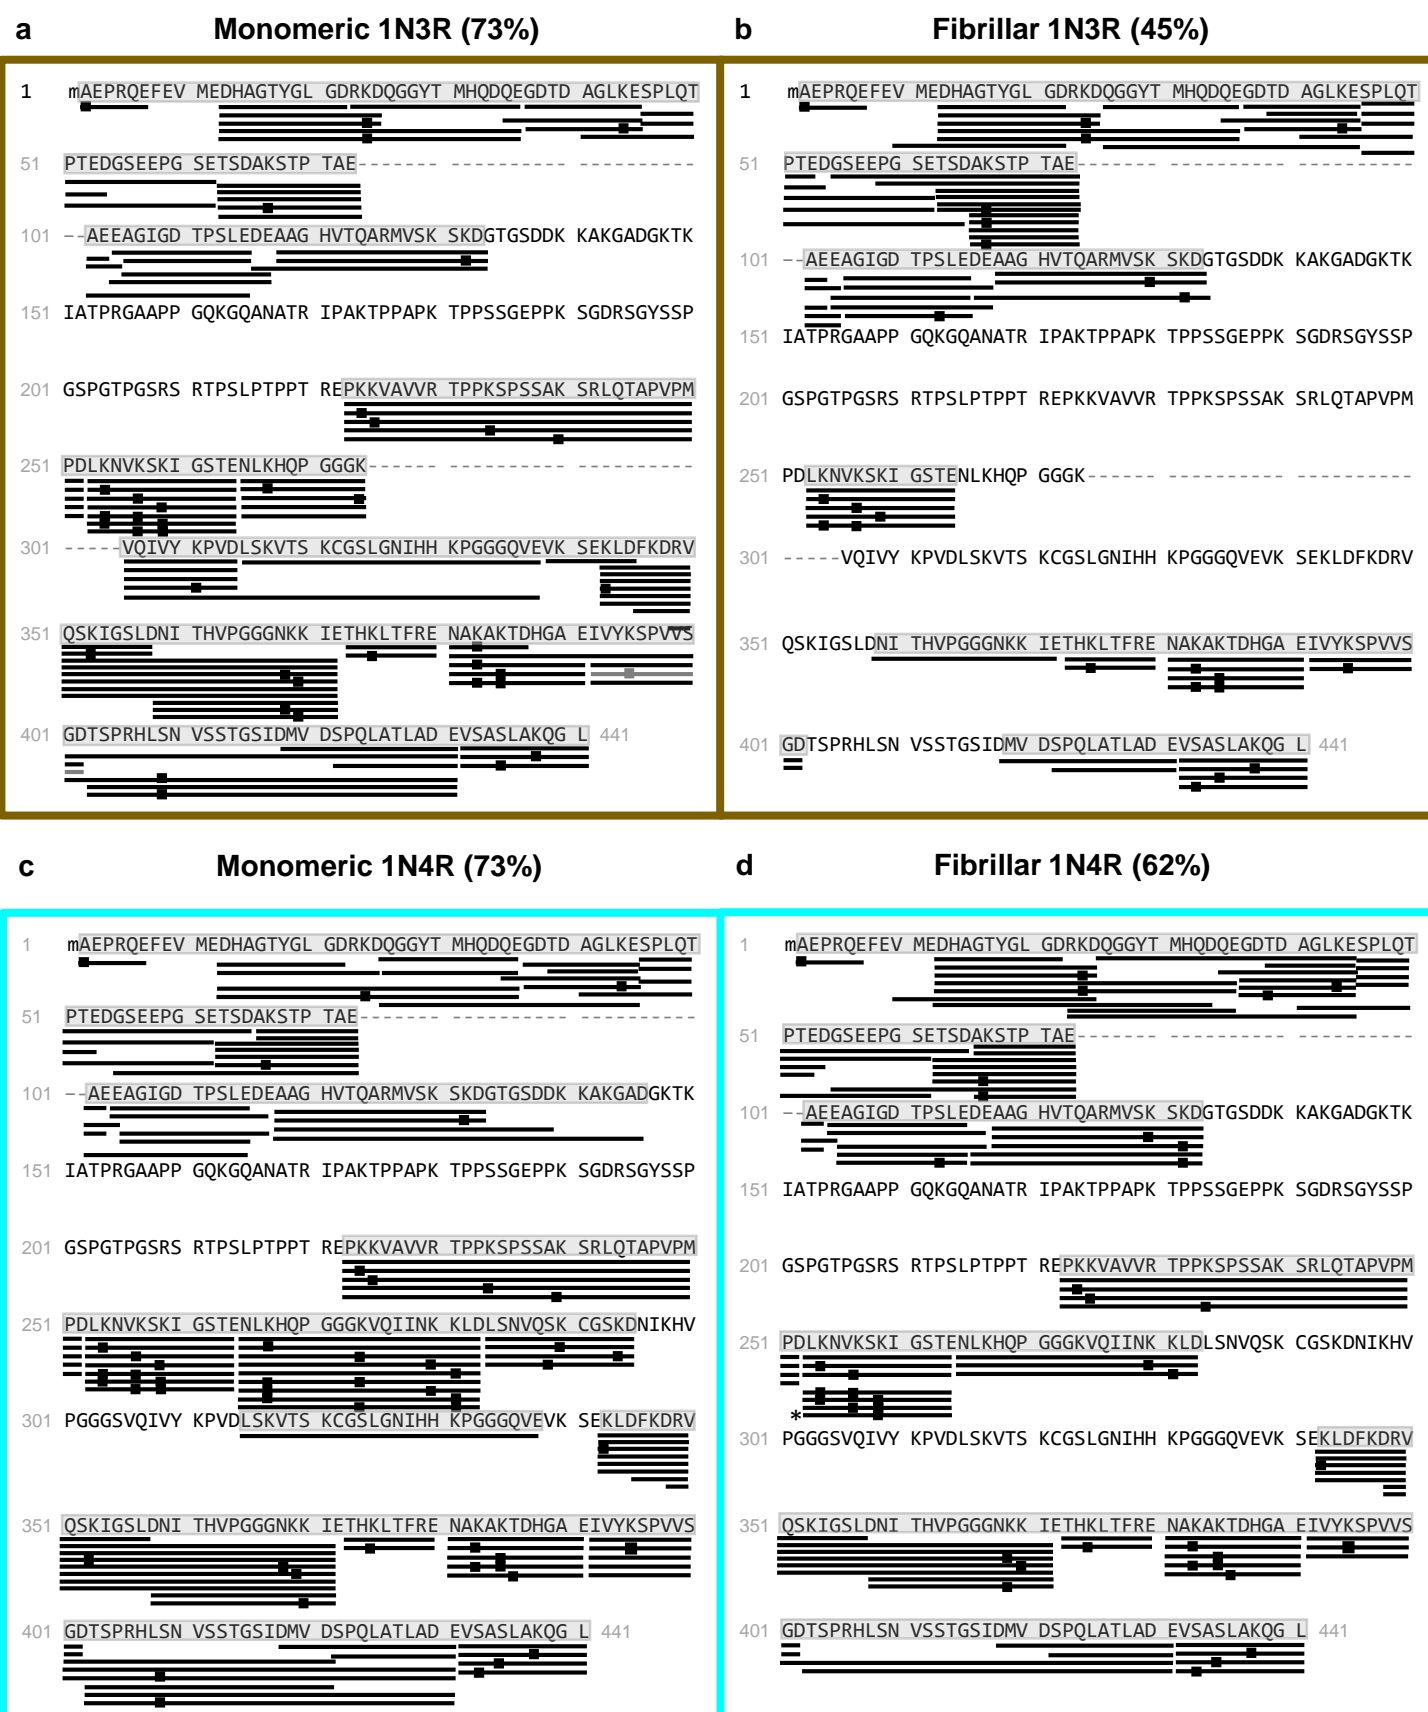 a Monomeric 1N3R (73%)
1 mAEPRQEFEV MEDHAGTYGL GDRKDQGGYT MHQDQEGDTD AGLKESPLQT
51 PTEDGSEEPG SETSDAKSTP TAE------- ---------- ----------
101 --AEEAGIGD TPSLEDEAAG HVTQARMVSK SKDGTGSDDK KAKGADGKTK
151 IATPRGAAPP GQKGQANATR IPAKTPPAPK TPPSSGEPPK SGDRSGYSSP
201 GSPGTPGSRS RTPSLPTPPT REPKKVAVVR TPPKSPSSAK SRLQTAPVPM
251 PDLKNVKSKI GSTENLKHQP GGGK------ ---------- ----------
301 -----VQIVY KPVDLSKVTS KCGSLGNIHH KPGGGQVEVK SEKLDFKDRV
351 QSKIGSLDNI THVPGGGNKK IETHKLTFRE NAKAKTDHGA EIVYKSPVVS
401 GDTSPRHLSN VSSTGSIDMV DSPQLATLAD EVSASLAKQG L 441
b Fibrillar 1N3R (45%)
1 mAEPRQEFEV MEDHAGTYGL GDRKDQGGYT MHQDQEGDTD AGLKESPLQT
51 PTEDGSEEPG SETSDAKSTP TAE------- ---------- ----------
101 --AEEAGIGD TPSLEDEAAG HVTQARMVSK SKDGTGSDDK KAKGADGKTK
151 IATPRGAAPP GQKGQANATR IPAKTPPAPK TPPSSGEPPK SGDRSGYSSP
201 GSPGTPGSRS RTPSLPTPPT REPKKVAVVR TPPKSPSSAK SRLQTAPVPM
251 PDLKNVKSKI GSTENLKHQP GGGK------ ---------- ----------
301 -----VQIVY KPVDLSKVTS KCGSLGNIHH KPGGGQVEVK SEKLDFKDRV
351 QSKIGSLDNI THVPGGGNKK IETHKLTFRE NAKAKTDHGA EIVYKSPVVS
401 GDTSPRHLSN VSSTGSIDMV DSPQLATLAD EVSASLAKQG L 441
c Monomeric 1N4R (73%)
1 mAEPRQEFEV MEDHAGTYGL GDRKDQGGYT MHQDQEGDTD AGLKESPLQT
51 PTEDGSEEPG SETSDAKSTP TAE------- ---------- ----------
101 --AEEAGIGD TPSLEDEAAG HVTQARMVSK SKDGTGSDDK KAKGADGKTK
151 IATPRGAAPP GQKGQANATR IPAKTPPAPK TPPSSGEPPK SGDRSGYSSP
201 GSPGTPGSRS RTPSLPTPPT REPKKVAVVR TPPKSPSSAK SRLQTAPVPM
251 PDLKNVKSKI GSTENLKHQP GGGKVQIINK KLDLSNVQSK CGSKDNIKHV
301 PGGGSVQIVY KPVDLSKVTS KCGSLGNIHH KPGGGQVEVK SEKLDFKDRV
351 QSKIGSLDNI THVPGGGNKK IETHKLTFRE NAKAKTDHGA EIVYKSPVVS
401 GDTSPRHLSN VSSTGSIDMV DSPQLATLAD EVSASLAKQG L 441
d Fibrillar 1N4R (62%)
1 mAEPRQEFEV MEDHAGTYGL GDRKDQGGYT MHQDQEGDTD AGLKESPLQT
51 PTEDGSEEPG SETSDAKSTP TAE------- ---------- ----------
101 --AEEAGIGD TPSLEDEAAG HVTQARMVSK SKDGTGSDDK KAKGADGKTK
151 IATPRGAAPP GQKGQANATR IPAKTPPAPK TPPSSGEPPK SGDRSGYSSP
201 GSPGTPGSRS RTPSLPTPPT REPKKVAVVR TPPKSPSSAK SRLQTAPVPM
251 PDLKNVKSKI GSTENLKHQP GGGKVQIINK KLDLSNVQSK CGSKDNIKHV
*
301 PGGGSVQIVY KPVDLSKVTS KCGSLGNIHH KPGGGQVEVK SEKLDFKDRV
351 QSKIGSLDNI THVPGGGNKK IETHKLTFRE NAKAKTDHGA EIVYKSPVVS
401 GDTSPRHLSN VSSTGSIDMV DSPQLATLAD EVSASLAKQG L 441